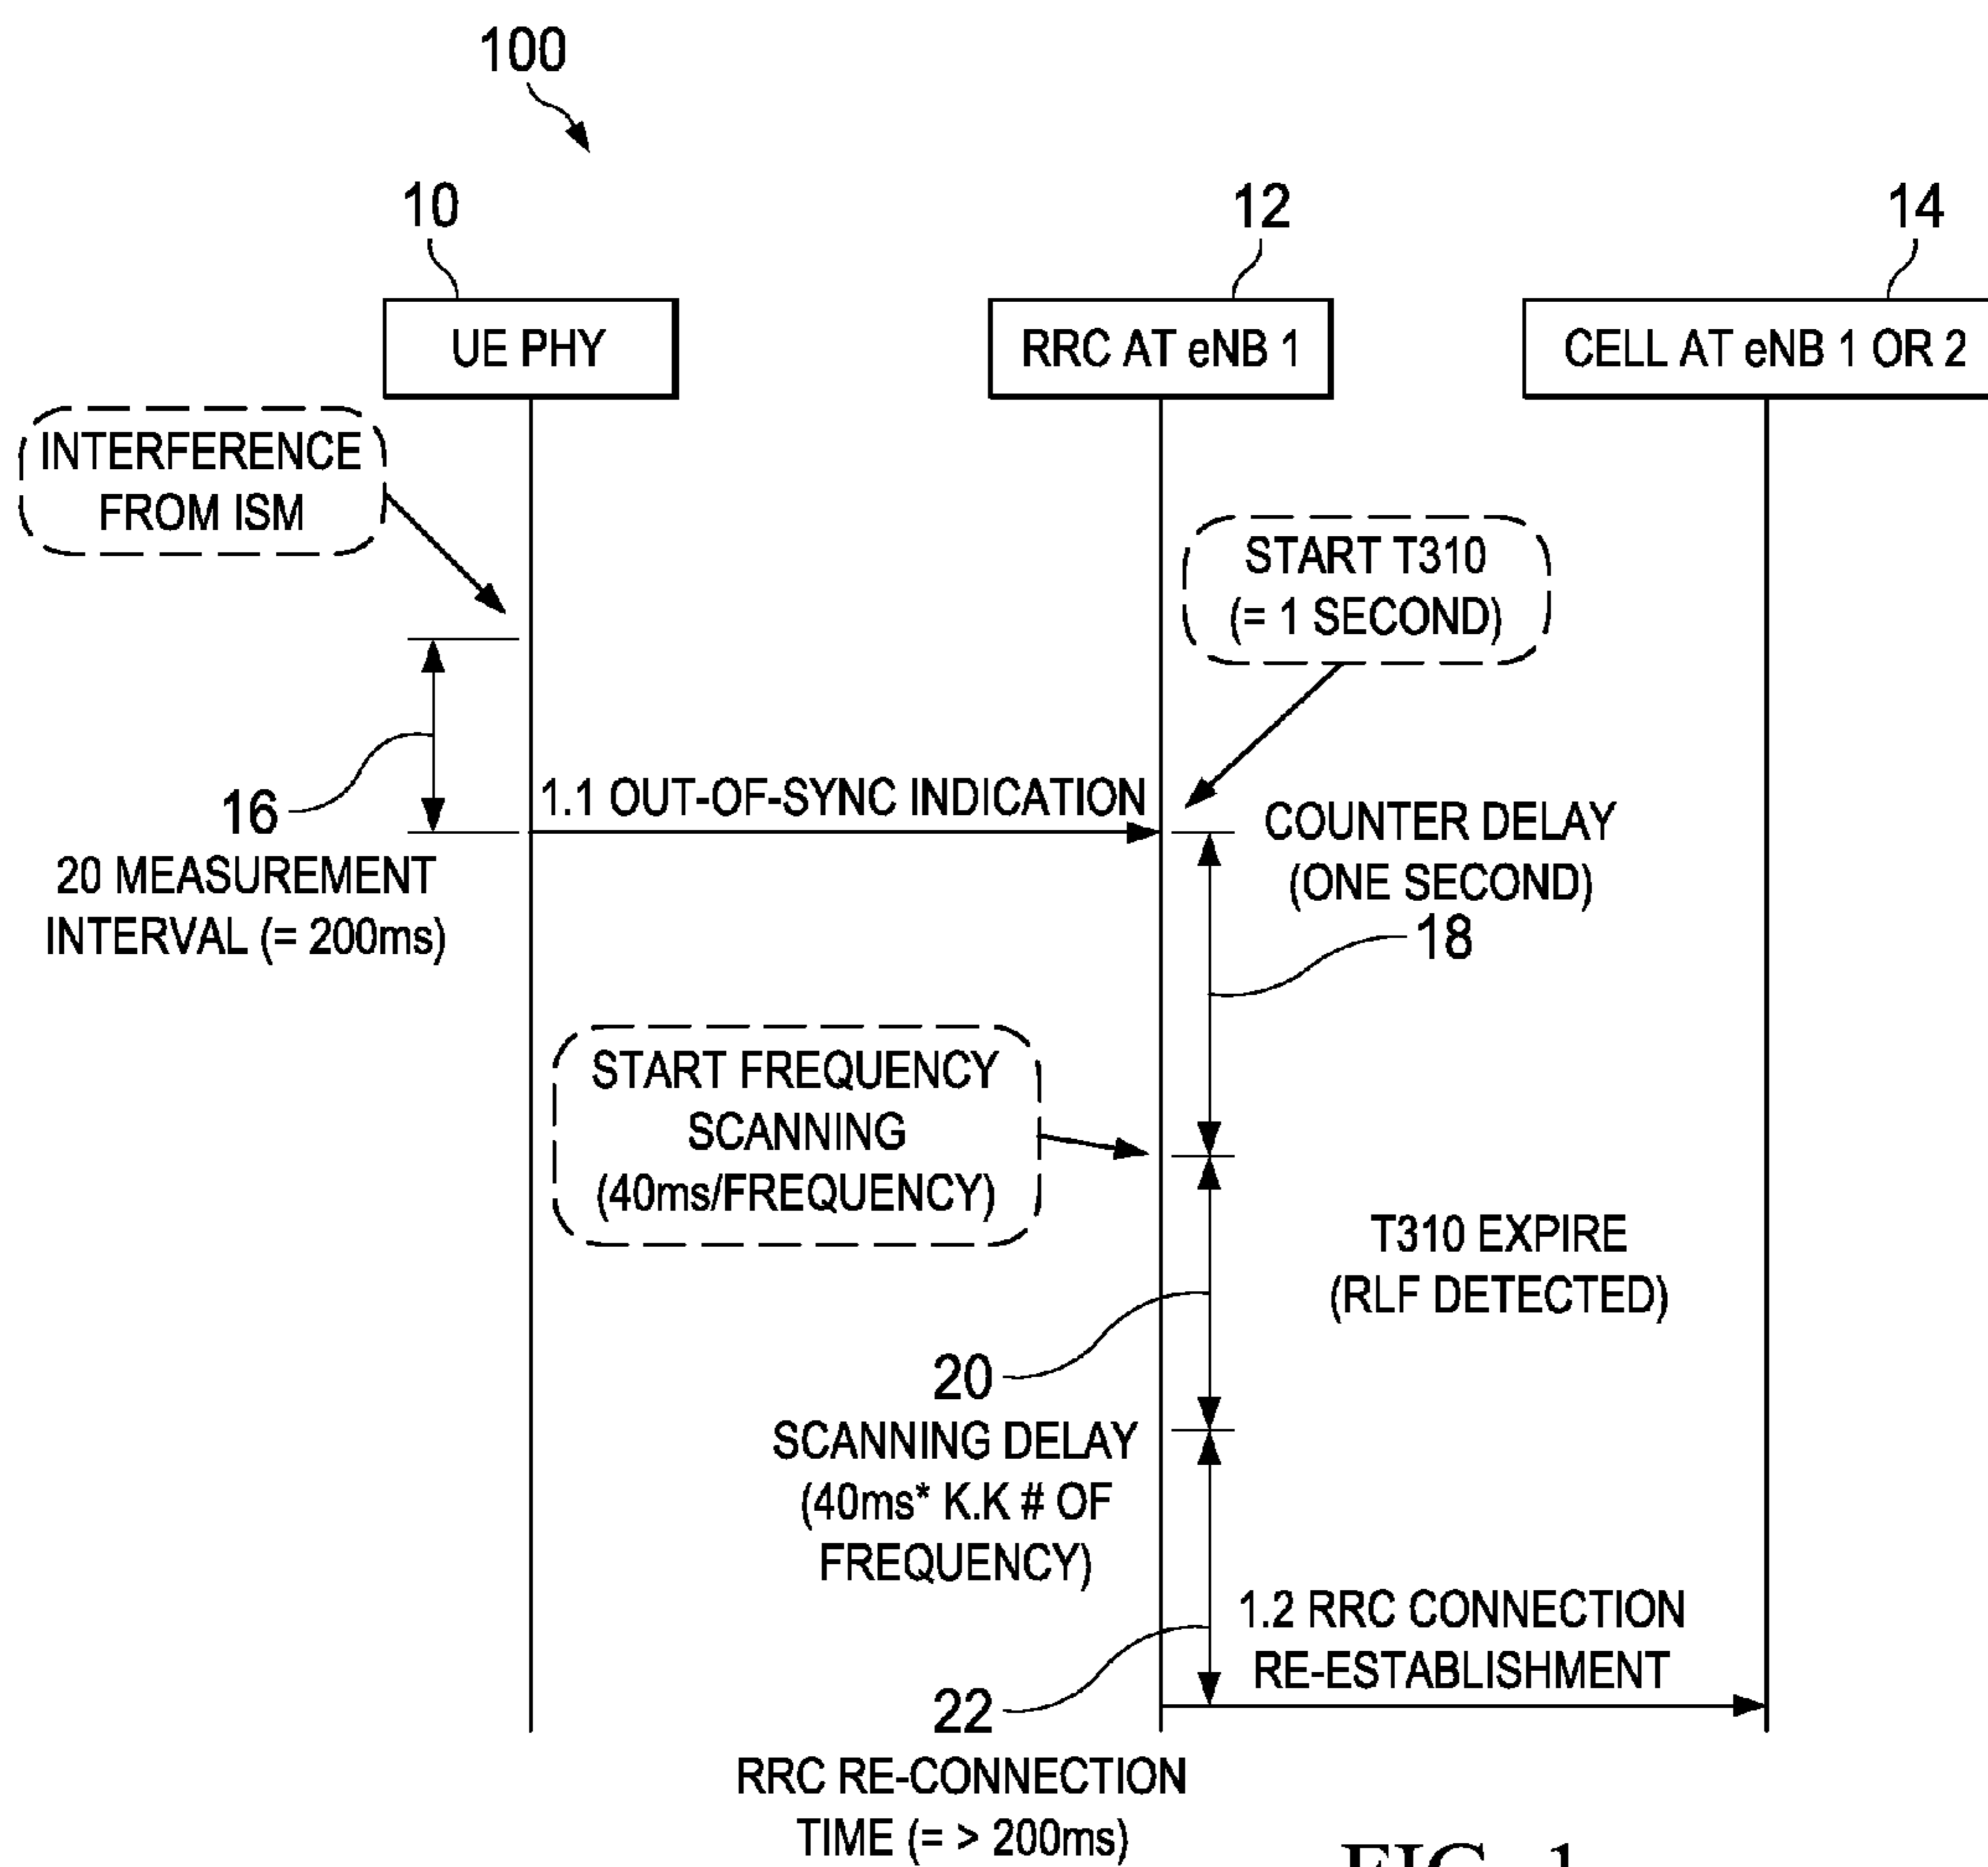 100
10
12
14
UE PHY
RRC AT eNB 1
CELL AT eNB 1 OR 2
INTERFERENCE
FROM ISM
START T310
(= 1 SECOND)
16
20 MEASUREMENT
INTERVAL (= 200ms)
1.1 OUT-OF-SYNC INDICATION
COUNTER DELAY
(ONE SECOND)
18
START FREQUENCY
SCANNING
(40ms/FREQUENCY)
T310 EXPIRE
(RLF DETECTED)
20
SCANNING DELAY
(40ms* K.K # OF
FREQUENCY)
1.2 RRC CONNECTION
RE-ESTABLISHMENT
22
RRC RE-CONNECTION
TIME (= > 200ms)
FIG. 1